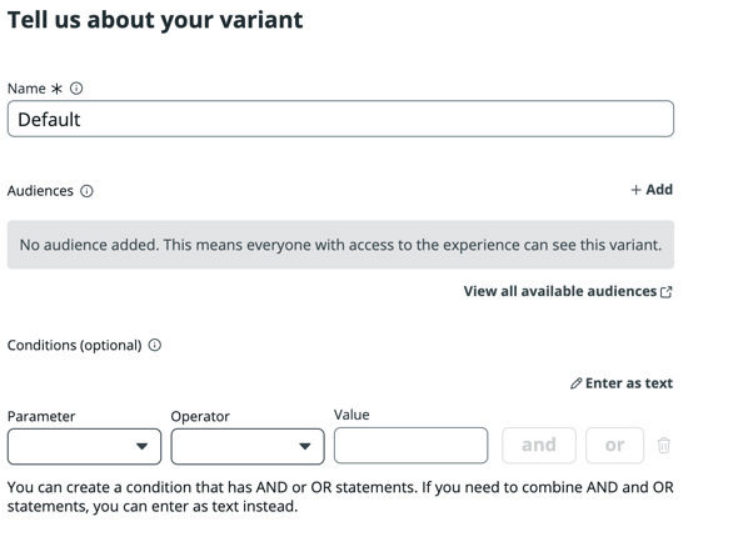 Tell us about your variant
Name *
Default
Audiences
+ Add
No audience added. This means everyone with access to the experience can see this variant.
View all available audiences
Conditions (optional)
Enter as text
Parameter Operator Value
and or
You can create a condition that has AND or OR statements. If you need to combine AND and OR
statements, you can enter as text instead.